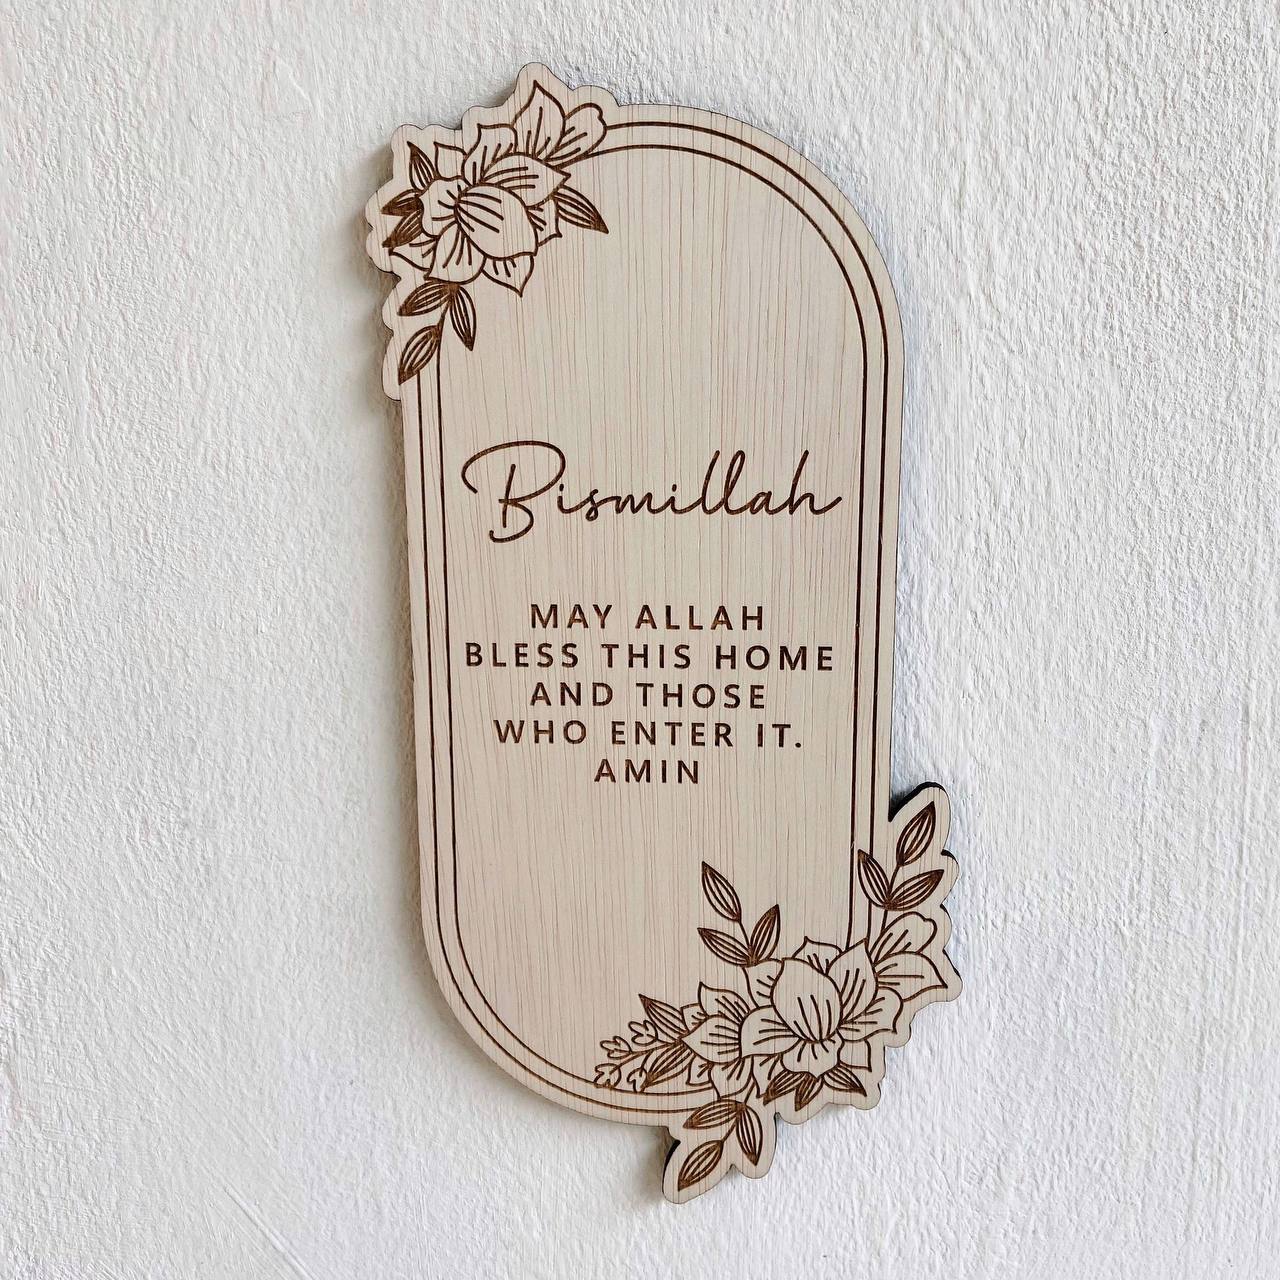 Bismillah
MAY ALLAH
BLESS THIS HOME
AND THOSE
WHO ENTER IT.
AMIN